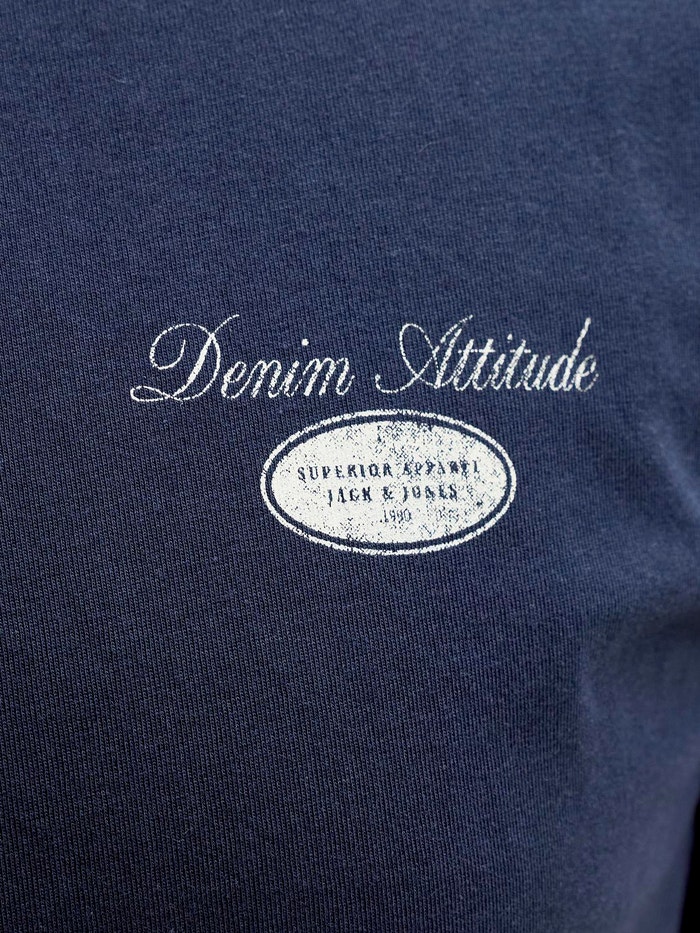 Denim Attitude
SUPERIOR APPAREL
JACK & JONES
1990